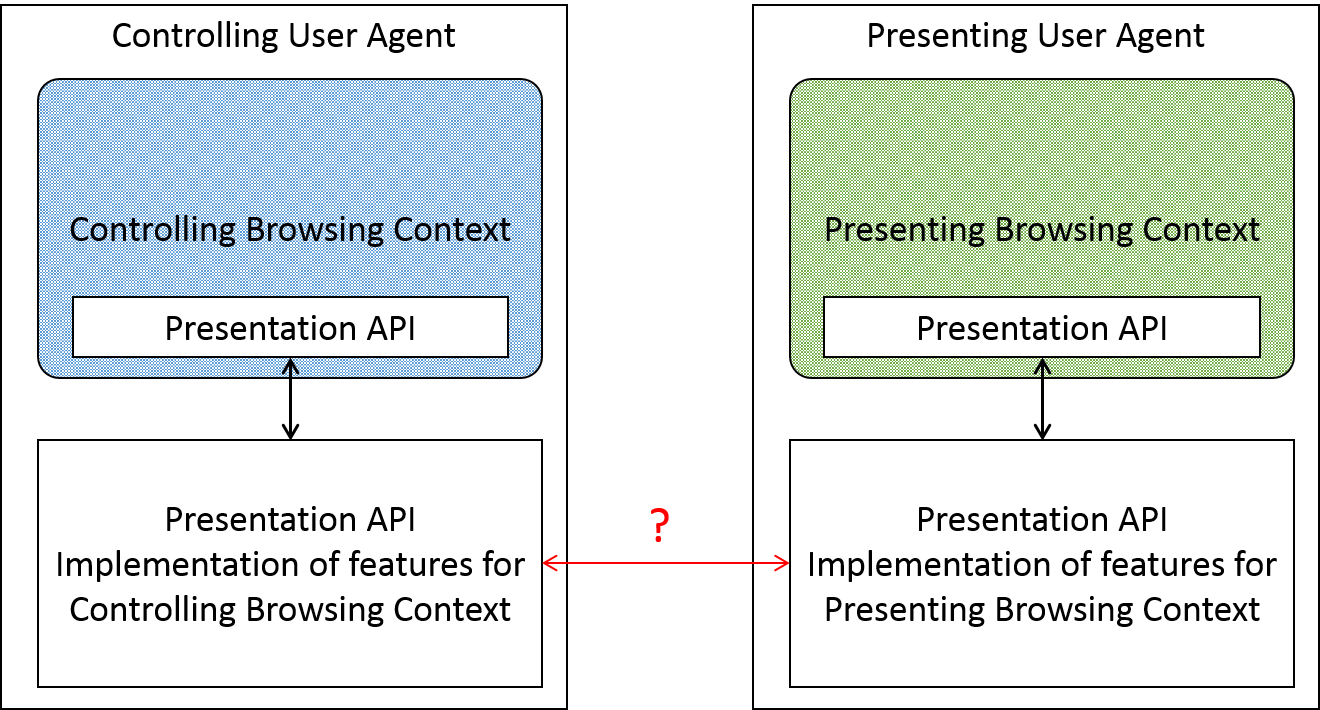 Controlling User Agent
Controlling Browsing Context
Presentation API
Presentation API
Implementation of features for
Controlling Browsing Context
?
Presenting User Agent
Presenting Browsing Context
Presentation API
Presentation API
Implementation of features for
Presenting Browsing Context